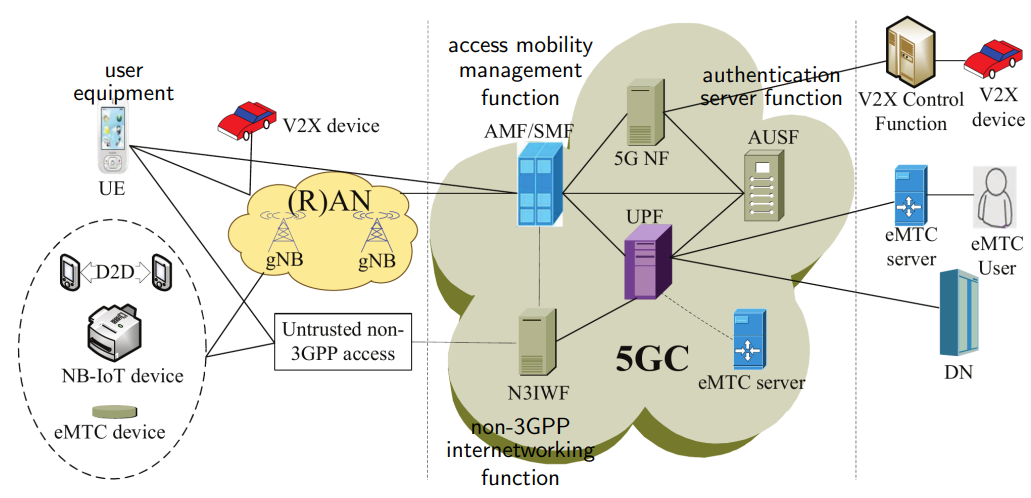 user
equipment
UE
V2X device
(R)AN
gNB
gNB
D2D
NB-IoT device
eMTC device
Untrusted non-
3GPP access
access mobility
management
function
AMF/SMF
5G NF
authentication
server function
AUSF
UPF
N3IWF
non-3GPP
internetworking
function
5GC
eMTC server
V2X Control
Function
V2X
device
eMTC
server
eMTC
User
DN